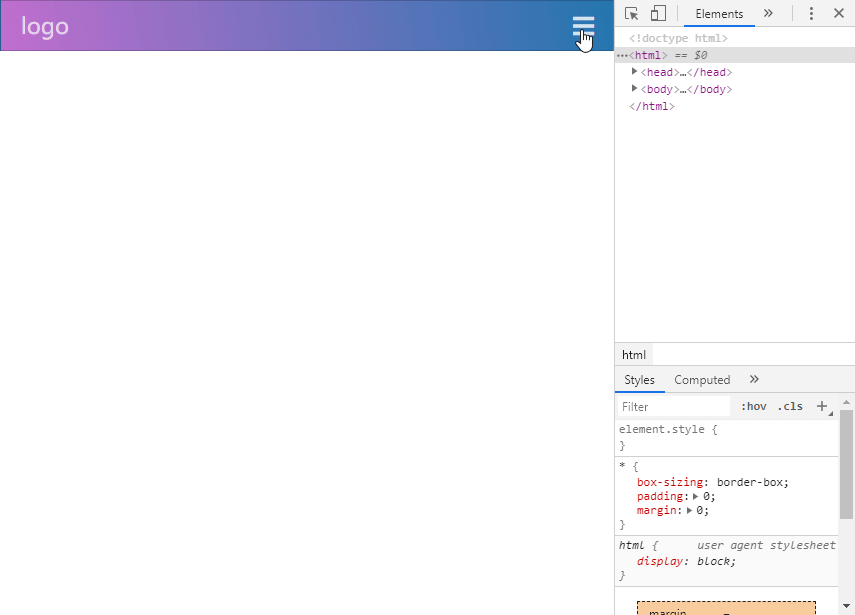 logo
Elements
<!doctype html>
…<html> == $0
<head>…</head>
<body>…</body>
</html>
html
Styles Computed
Filter :hov .cls
element.style {
}
* {
box-sizing: border-box;
padding: 0;
margin: 0;
}
html { user agent stylesheet
display: block;
}
margin